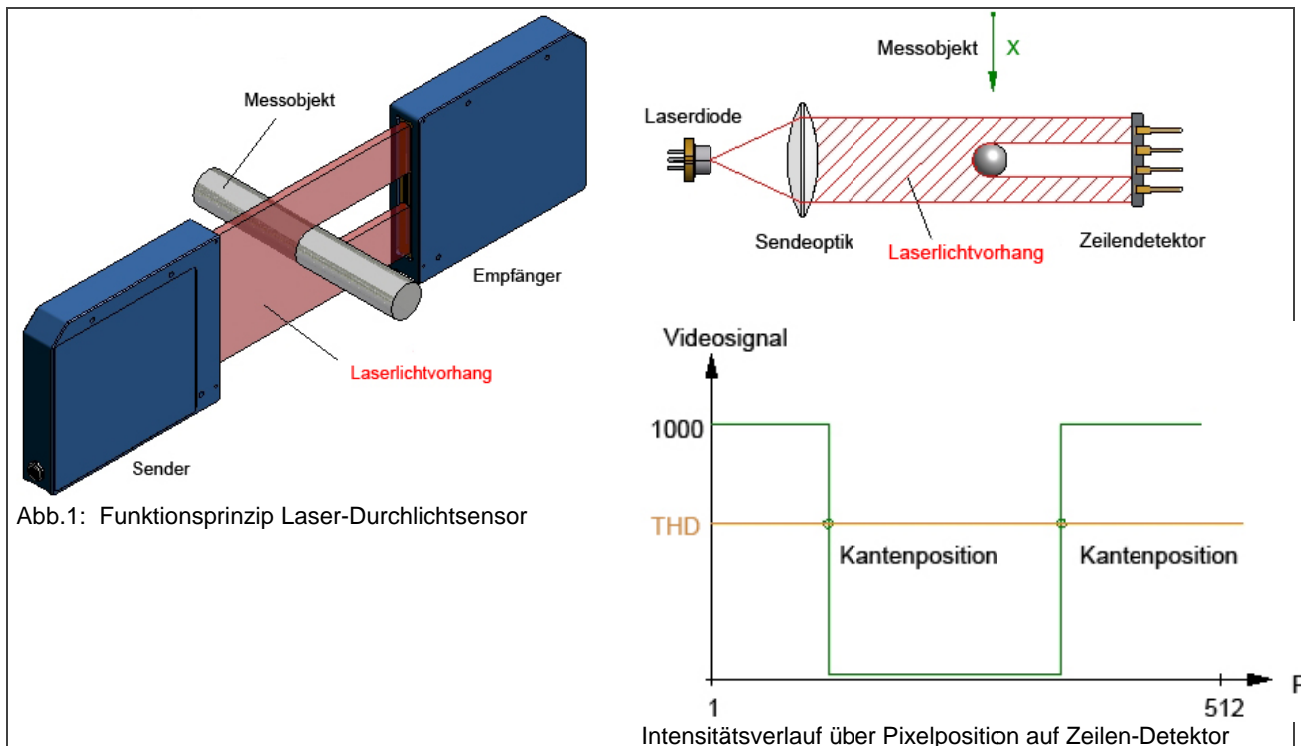 Messobjekt
Empfänger
Laserlichtvorhang
Sender
Abb.1: Funktionsprinzip Laser-Durchlichtsensor
Messobjekt X
Laserdiode
Sendeoptik
Laserlichtvorhang
Zeilendetektor
Videosignal
1000
THD
Kantenposition Kantenposition
1 512
Intensitätsverlauf über Pixelposition auf Zeilen-Detektor